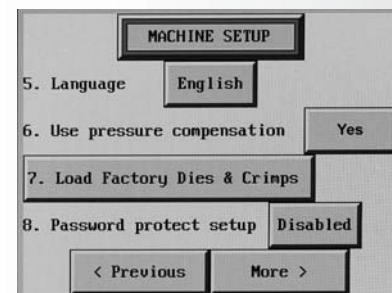 MACHINE SETUP
5. Language English
6. Use pressure compensation Yes
7. Load Factory Dies & Crimps
8. Password protect setup Disabled
< Previous More >